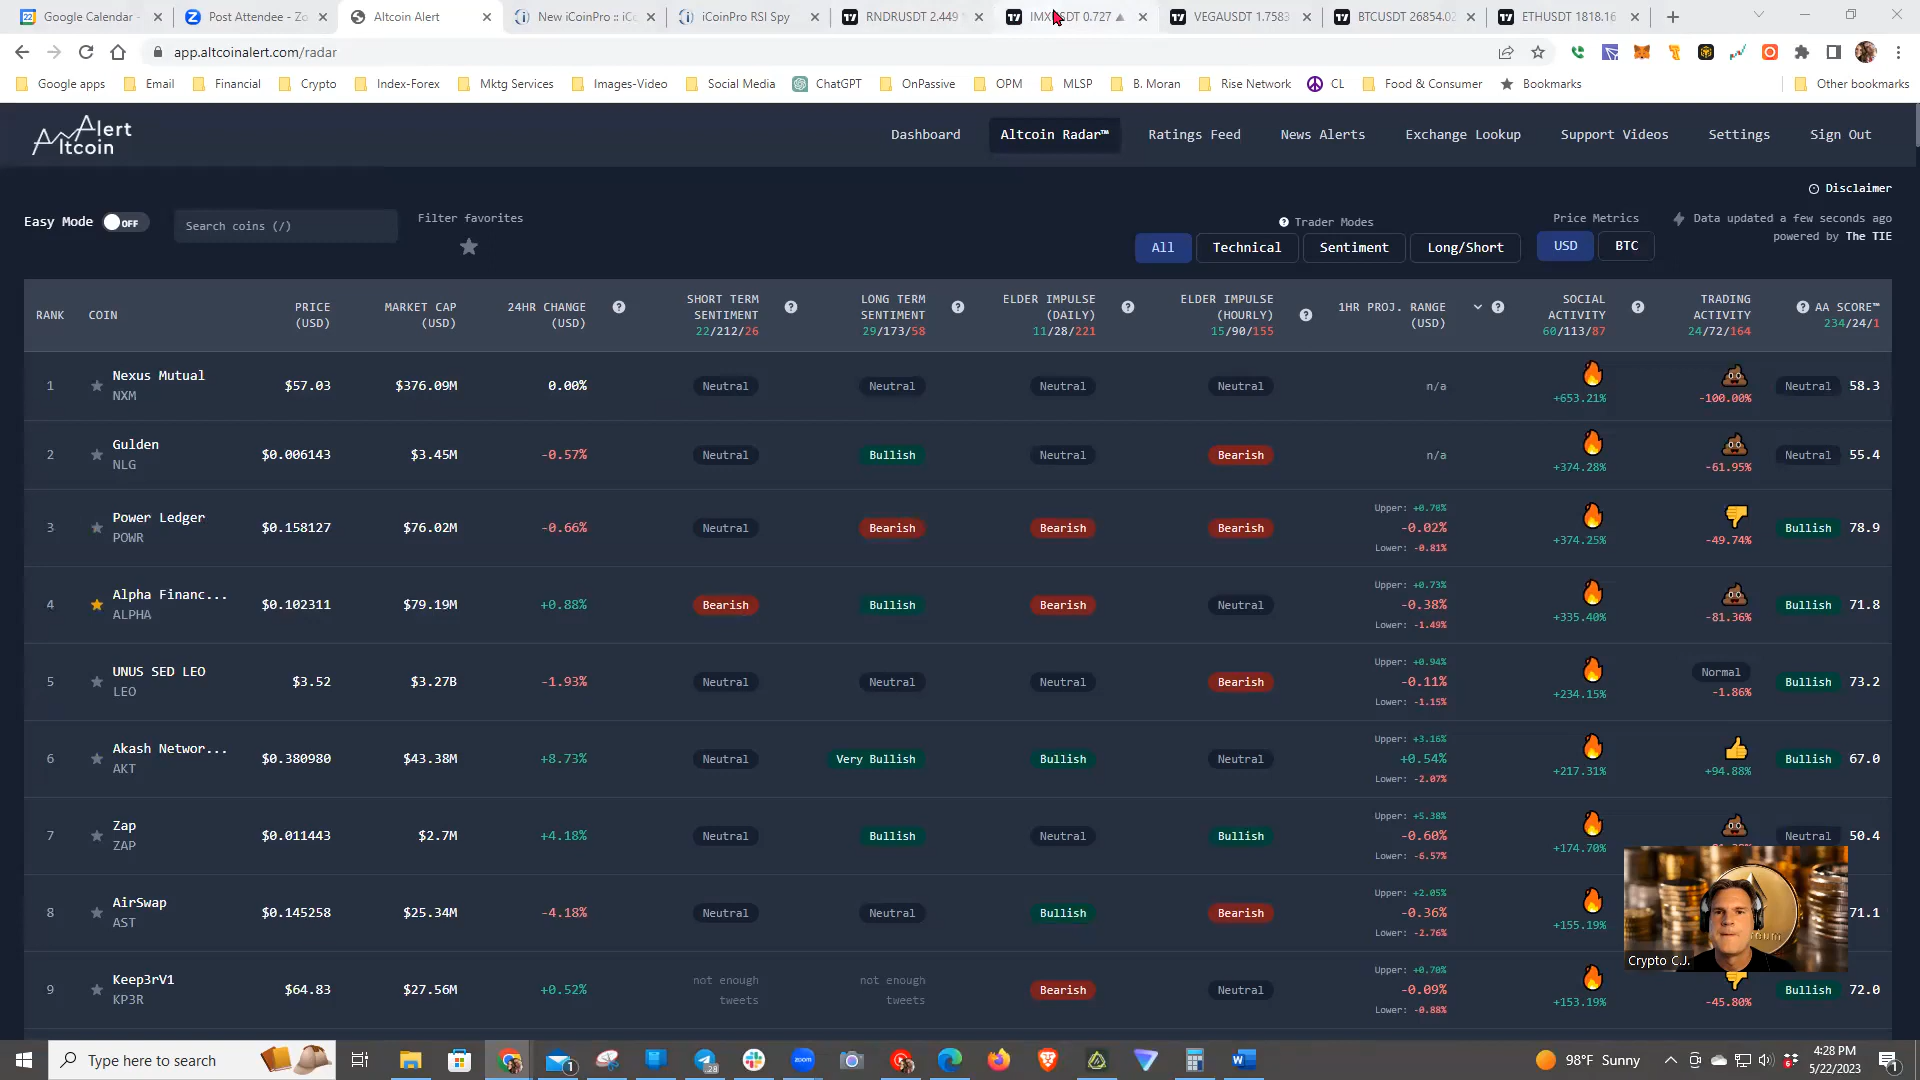 Google Calendar -
Post Attendee - Zo
Altcoin Alert
New iCoinPro :: iCo
iCoinPro RSI Spy
RNDRUSDT 2.449
IMXUSDT 0.727 ▲
VEGAUSDT 1.7583
BTCUSDT 26854.02
ETHUSDT 1818.16
app.altcoinalert.com/radar
Google apps
Email
Financial
Crypto
Index-Forex
Mktg Services
Images-Video
Social Media
ChatGPT
OnPassive
OPM
MLSP
B. Moran
Rise Network
CL
Food & Consumer
Bookmarks
Other bookmarks
Alert
Altcoin
Dashboard
Altcoin Radar™
Ratings Feed
News Alerts
Exchange Lookup
Support Videos
Settings
Sign Out
Disclaimer
Easy Mode OFF
Search coins (/)
Filter favorites
Trader Modes
All Technical Sentiment Long/Short
Price Metrics
USD BTC
Data updated a few seconds ago
powered by The TIE
RANK
COIN
PRICE
(USD)
MARKET CAP
(USD)
24HR CHANGE
(USD)
SHORT TERM
SENTIMENT
22/212/26
LONG TERM
SENTIMENT
29/173/58
ELDER IMPULSE
(DAILY)
11/28/221
ELDER IMPULSE
(HOURLY)
15/90/155
1HR PROJ. RANGE
(USD)
SOCIAL
ACTIVITY
60/113/87
TRADING
ACTIVITY
24/72/164
AA SCORE™
234/24/1
1 Nexus Mutual
NXM
$57.03 $376.09M 0.00% Neutral Neutral Neutral Neutral n/a
+653.21%
-100.00%
Neutral 58.3
2 Gulden
NLG
$0.006143 $3.45M -0.57% Neutral Bullish Neutral Bearish n/a
+374.28%
-61.95%
Neutral 55.4
3 Power Ledger
POWR
$0.158127 $76.02M -0.66% Neutral Bearish Bearish Bearish
Upper: +0.70%
-0.02%
Lower: -0.81%
+374.25%
-49.74%
Bullish 78.9
4 Alpha Financ...
ALPHA
$0.102311 $79.19M +0.88% Bearish Bullish Bearish Neutral
Upper: +0.73%
-0.38%
Lower: -1.49%
+335.40%
-81.36%
Bullish 71.8
5 UNUS SED LEO
LEO
$3.52 $3.27B -1.93% Neutral Neutral Neutral Bearish
Upper: +0.94%
-0.11%
Lower: -1.15%
+234.15%
Normal
-1.86%
Bullish 73.2
6 Akash Networ...
AKT
$0.380980 $43.38M +8.73% Neutral Very Bullish Bullish Neutral
Upper: +3.16%
+0.54%
Lower: -2.07%
+217.31%
+94.88%
Bullish 67.0
7 Zap
ZAP
$0.011443 $2.7M +4.18% Neutral Bullish Neutral Bullish
Upper: +5.38%
-0.60%
Lower: -6.57%
+174.70%
Neutral 50.4
8 AirSwap
AST
$0.145258 $25.34M -4.18% Neutral Neutral Bullish Bearish
Upper: +2.05%
-0.36%
Lower: -2.76%
+155.19%
71.1
9 Keep3rV1
KP3R
$64.83 $27.56M +0.52%
not enough
tweets
not enough
tweets
Bearish Neutral
Upper: +0.70%
-0.09%
Lower: -0.88%
+153.19%
-45.80%
Bullish 72.0
Crypto C.J.
Type here to search
1
28
zoom
98°F Sunny
4:28 PM
5/22/2023
1